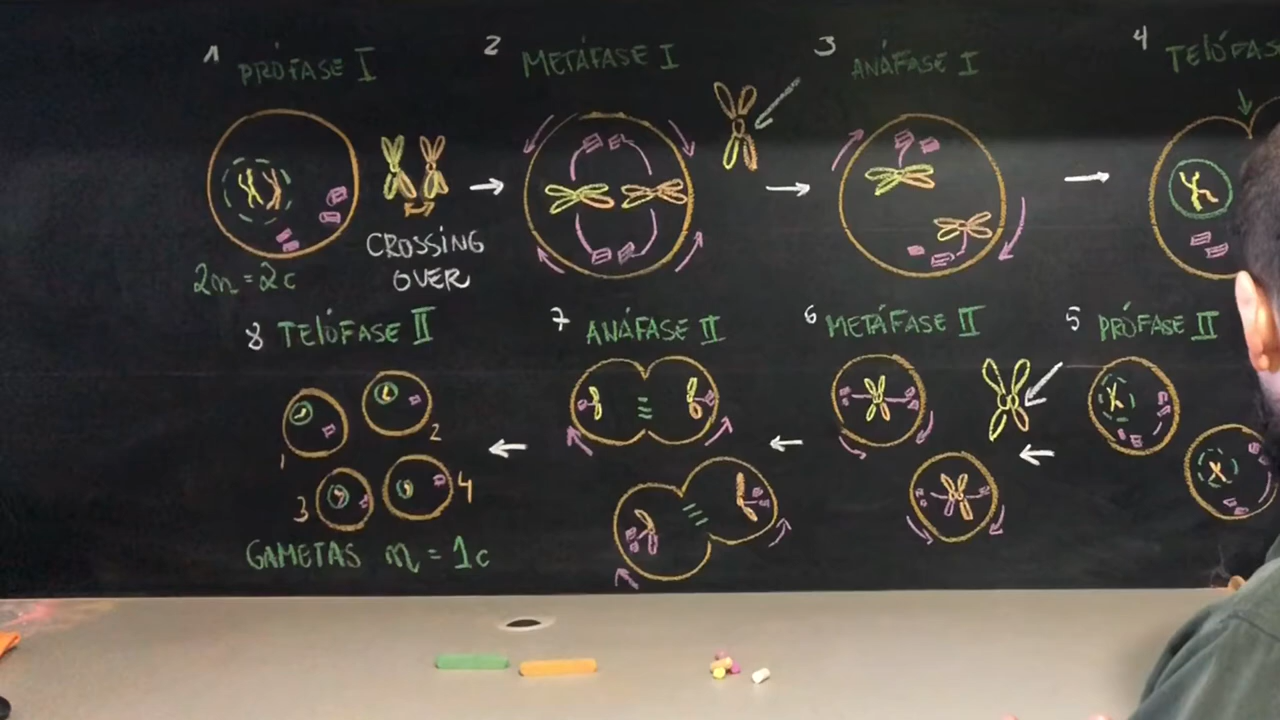 1 PRÓFASE I
2 METÁFASE I
3 ANÁFASE I
4 TELÓFAS
CROSSING
OVER
2n = 2c
8 TELÓFASE II
7 ANÁFASE II
6 METÁFASE II
5 PRÓFASE II
1
2
3
4
GAMETAS n = 1c